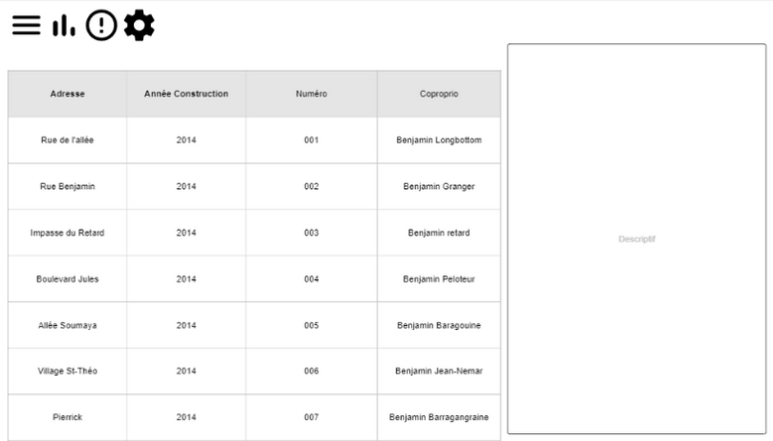 Adresse Année Construction Numéro Coproprio
Rue de l'allée 2014 001 Benjamin Longbottom
Rue Benjamin 2014 002 Benjamin Granger
Impasse du Retard 2014 003 Benjamin retard
Boulevard Jules 2014 004 Benjamin Peloteur
Allée Soumaya 2014 005 Benjamin Baragouine
Village St-Théo 2014 006 Benjamin Jean-Nemar
Pierrick 2014 007 Benjamin Barragangraine
Descriptif